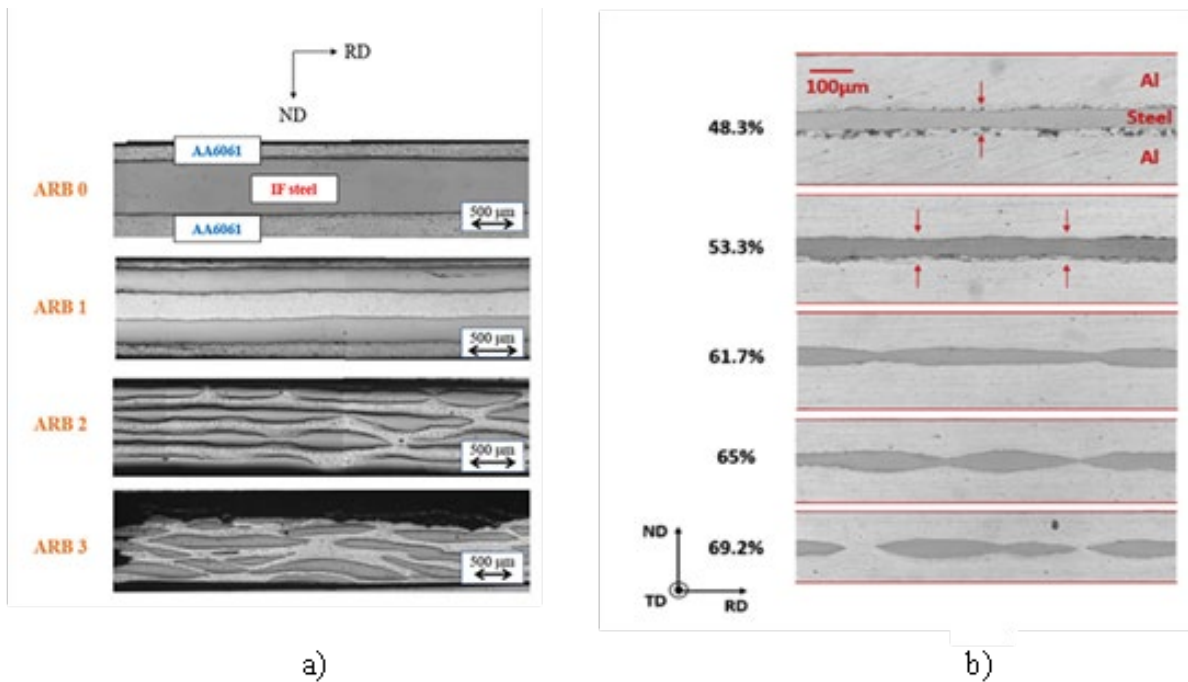 RD
ND
AA6061
ARB 0
IF steel
500 µm
AA6061
ARB 1
500 µm
ARB 2
500 µm
ARB 3
500 µm
a)
100µm
Al
48.3%
Steel
Al
53.3%
61.7%
65%
69.2%
ND
TD
RD
b)